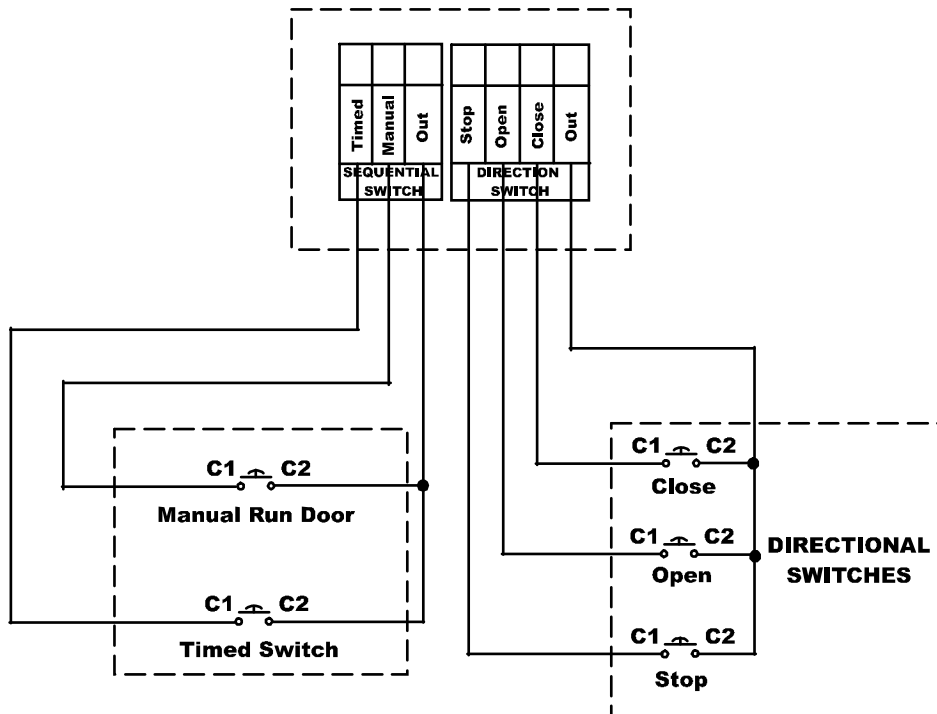 Timed
Manual
Out
SEQUENTIAL
SWITCH
Stop
Open
Close
Out
DIRECTION
SWITCH
C1 C2
Manual Run Door
C1 C2
Timed Switch
C1 C2
Close
C1 C2
Open
C1 C2
Stop
DIRECTIONAL
SWITCHES